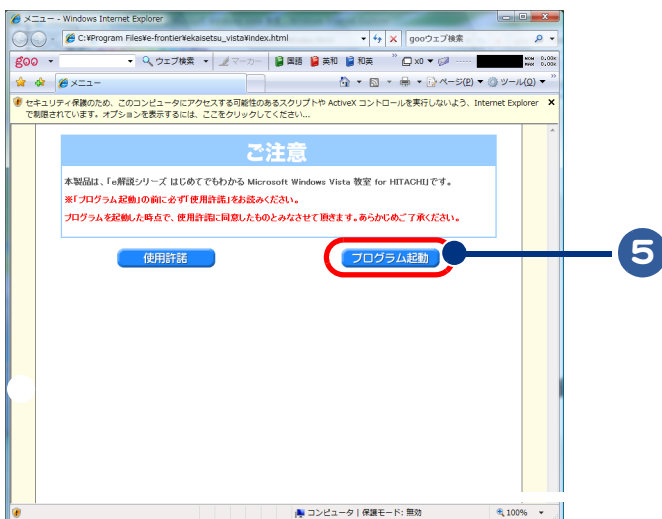 メニュー - Windows Internet Explorer
C:¥Program Files¥e-frontier¥ekaisetsu_vista¥index.html
gooウェブ検索
goo
ウェブ検索
マーカー
国語
英和
和英
x0
メニュー
ページ(P)
ツール(O)
セキュリティ保護のため、このコンピュータにアクセスする可能性のあるスクリプトや ActiveX コントロールを実行しないよう、Internet Explorer
で制限されています。オプションを表示するには、ここをクリックしてください...
ご注意
本製品は、「e解説シリーズ はじめてでもわかる Microsoft Windows Vista 教室 for HITACHI」です。
※「プログラム起動」の前に必ず「使用許諾」をお読みください。
プログラムを起動した時点で、使用許諾に同意したものとみなさせて頂きます。あらかじめご了承ください。
使用許諾
プログラム起動
5
コンピュータ | 保護モード: 無効
100%